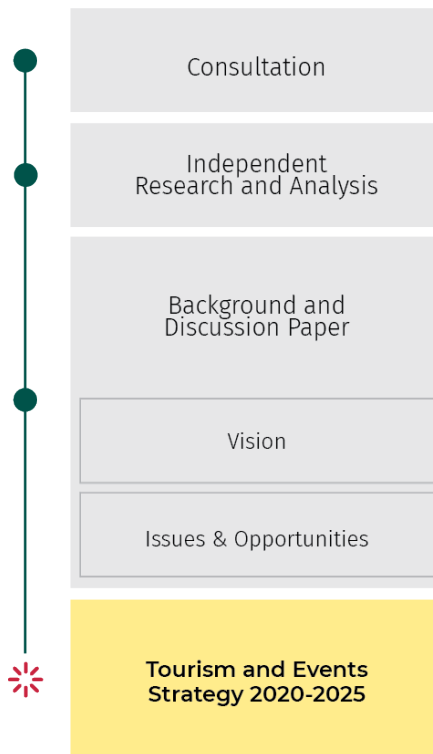 Consultation
Independent
Research and Analysis
Background and
Discussion Paper
Vision
Issues & Opportunities
Tourism and Events
Strategy 2020-2025